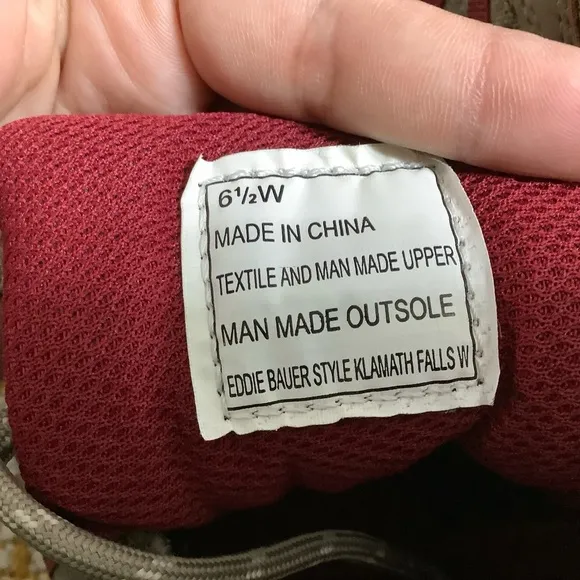 6½W
MADE IN CHINA
TEXTILE AND MAN MADE UPPER
MAN MADE OUTSOLE
EDDIE BAUER STYLE KLAMATH FALLS W